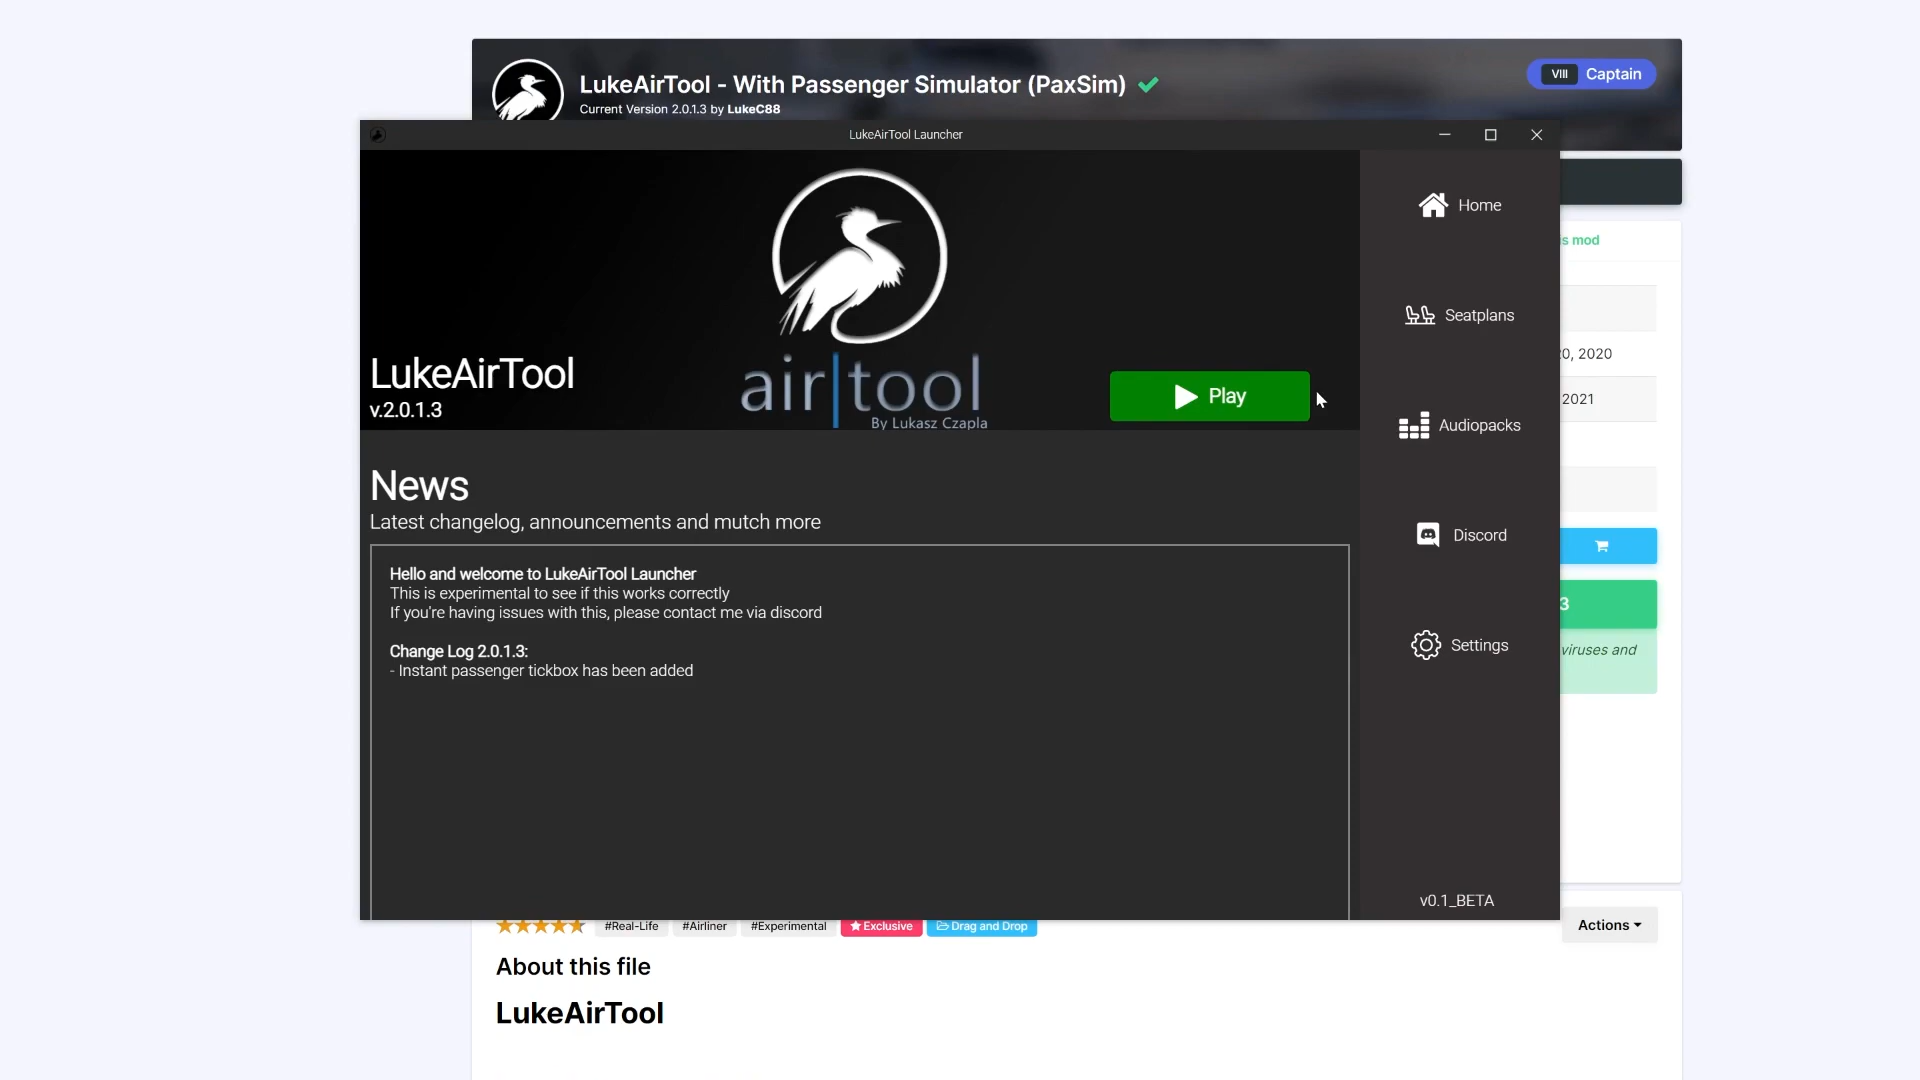 LukeAirTool - With Passenger Simulator (PaxSim)
Current Version 2.0.1.3 by LukeC88
VIII Captain
LukeAirTool Launcher
Home
Seatplans
Audiopacks
Discord
Settings
v0.1_BETA
air|tool
By Lukasz Czapla
LukeAirTool
v.2.0.1.3
Play
News
Latest changelog, announcements and mutch more
Hello and welcome to LukeAirTool Launcher
This is experimental to see if this works correctly
If you're having issues with this, please contact me via discord
Change Log 2.0.1.3:
- Instant passenger tickbox has been added
s mod
0, 2020
2021
3
viruses and
#Real-Life #Airliner #Experimental Exclusive Drag and Drop
Actions
About this file
LukeAirTool